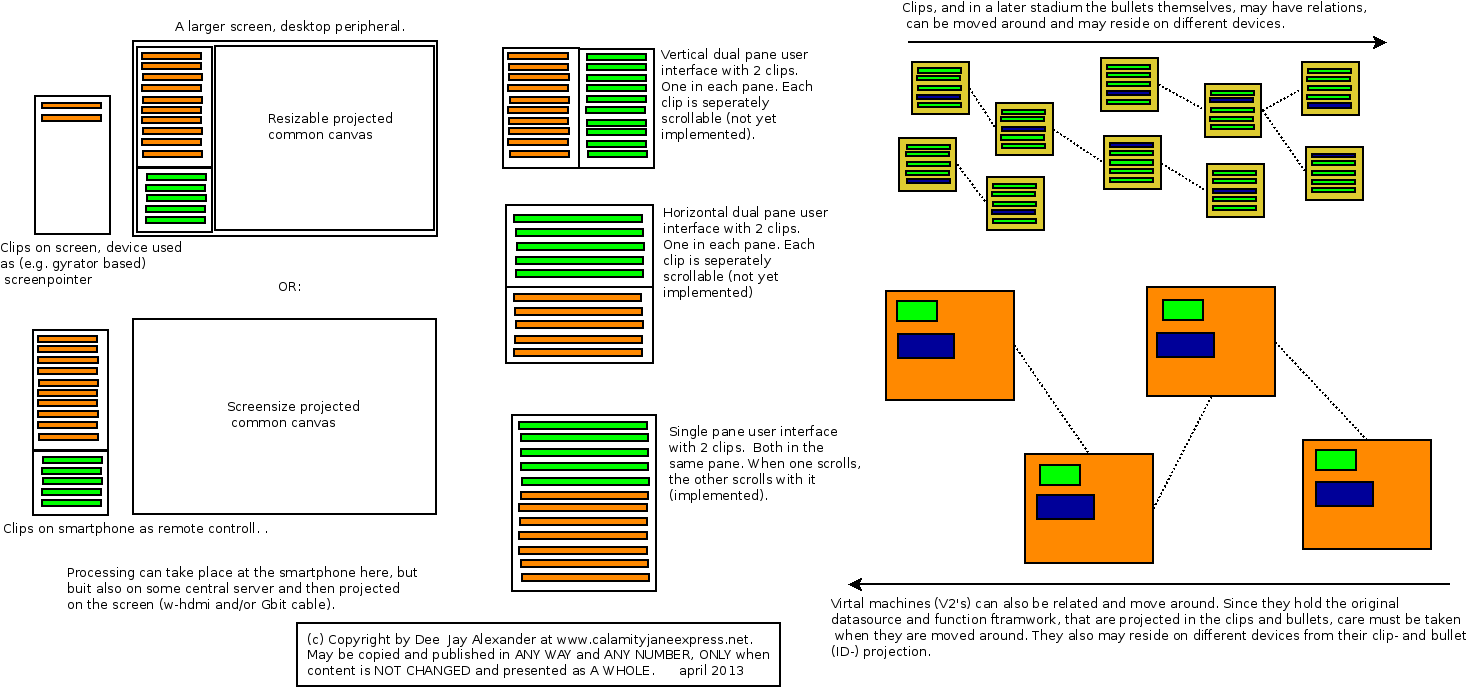 A larger screen, desktop peripheral.
Resizable projected
common canvas
Clips on screen, device used
as (e.g. gyrator based)
screenpointer
OR:
Screensize projected
common canvas
Clips on smartphone as remote controll. .
Processing can take place at the smartphone here, but
buit also on some central server and then projected
on the screen (w-hdmi and/or Gbit cable).
Vertical dual pane user
interface with 2 clips.
One in each pane. Each
clip is seperately
scrollable (not yet
implemented).
Horizontal dual pane user
interface with 2 clips.
One in each pane. Each
clip is seperately
scrollable (not yet
implemented)
Single pane user interface
with 2 clips.  Both in the
same pane. When one scrolls,
the other scrolls with it
(implemented).
(c) Copyright by Dee  Jay Alexander at www.calamityjaneexpress.net.
May be copied and published in ANY WAY and ANY NUMBER, ONLY when
content is NOT CHANGED and presented as A WHOLE.      april 2013
Clips, and in a later stadium the bullets themselves, may have relations,
can be moved around and may reside on different devices.
Virtal machines (V2's) can also be related and move around. Since they hold the original
datasource and function ftramwork, that are projected in the clips and bullets, care must be taken
when they are moved around. They also may reside on different devices from their clip- and bullet
(ID-) projection.